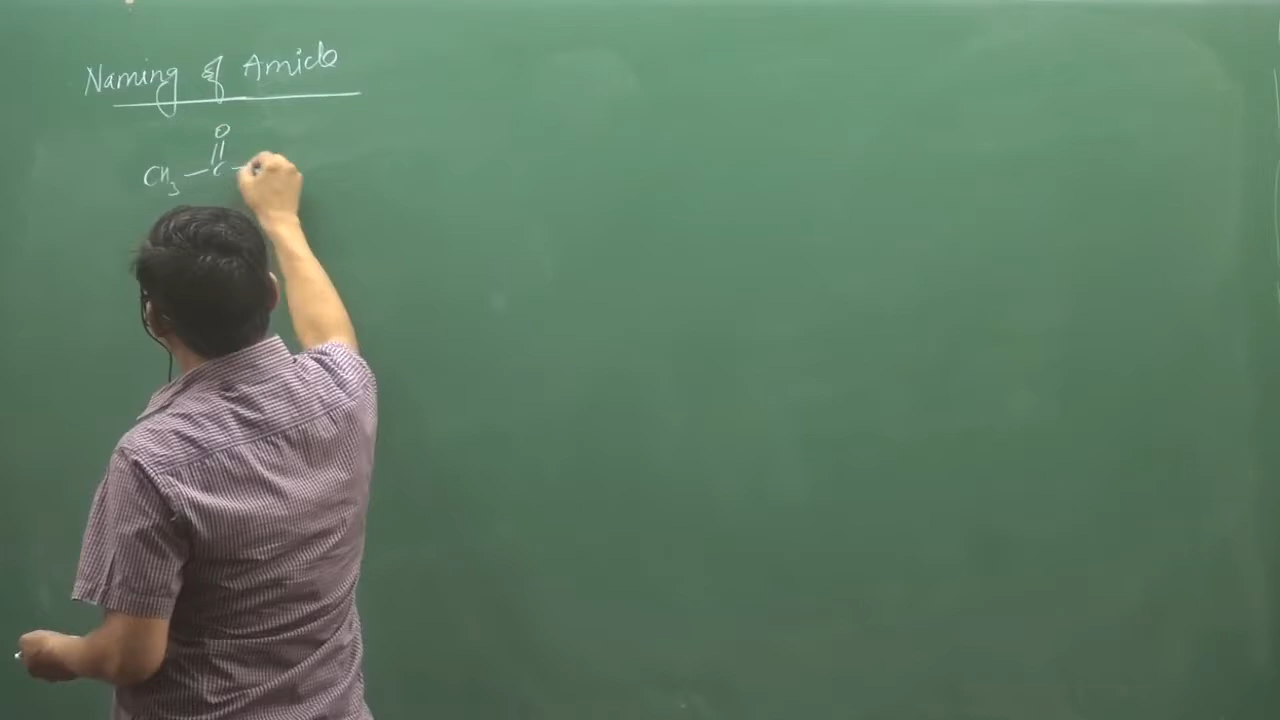 Naming of Amide
O
||
CH3 — C —